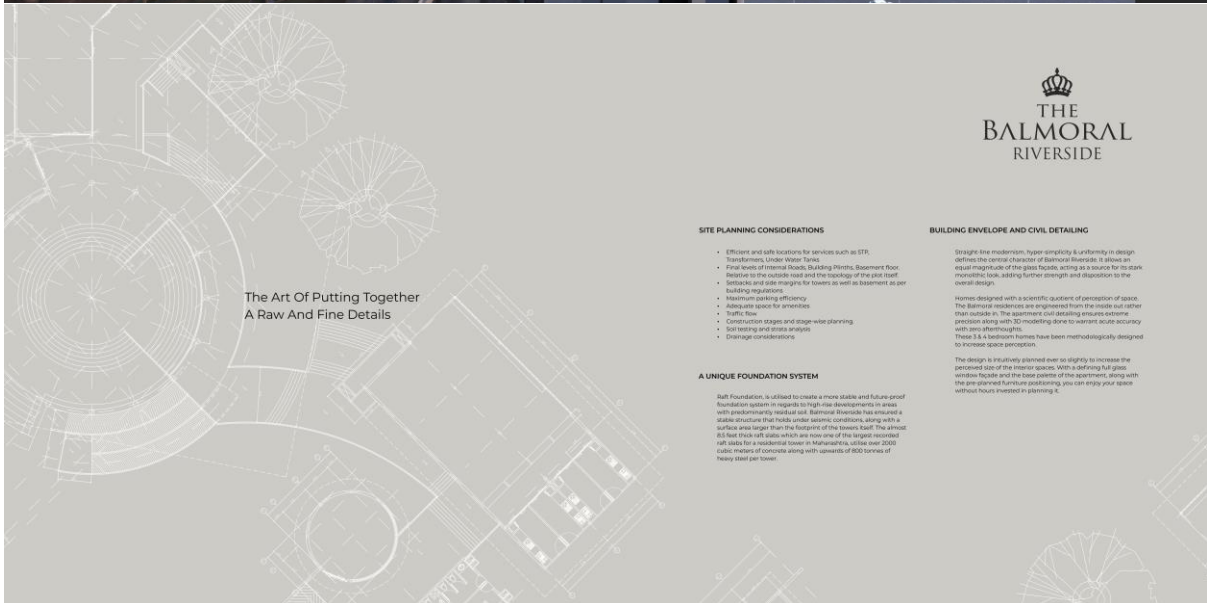 The Art Of Putting Together
A Raw And Fine Details
THE
BALMORAL
RIVERSIDE
SITE PLANNING CONSIDERATIONS
• Efficient and safe locations for services such as STP,
Transformers, Under Water Tanks
• Final levels of Internal Roads, Building Plinths, Basement floor
Relative to the outside road and the topology of the plot itself.
• Setbacks and side margins for towers as well as basement as per
building regulations
• Maximum parking efficiency
• Adequate space for amenities
• Traffic flow
• Construction stages and stage-wise planning
• Soil testing and strata analysis
• Drainage considerations
A UNIQUE FOUNDATION SYSTEM
Raft Foundation, is utilised to create a more stable and future-proof
foundation system in regards to high-rise developments in areas
with predominantly residual soil. Balmoral Riverside has ensured a
stable structure that holds under seismic conditions, along with a
surface area larger than the footprint of the towers itself. The almost
8.5 feet thick raft slabs which are now one of the largest recorded
raft slabs for a residential tower in Maharashtra, utilise over 2000
cubic meters of concrete along with upwards of 800 tonnes of
heavy steel per tower.
BUILDING ENVELOPE AND CIVIL DETAILING
Straight-line modernism, hyper-simplicity & uniformity in design
defines the central character of Balmoral Riverside. It allows an
equal magnitude of the glass façade, acting as a source for its stark
monolithic look, adding further strength and disposition to the
overall design.
Homes designed with a scientific quotient of perception of space.
The Balmoral residences are engineered from the inside out rather
than outside in. The apartment civil detailing ensures extreme
precision along with 3D modelling done to warrant acute accuracy
with zero afterthoughts.
These 3 & 4 bedroom homes have been methodologically designed
to increase space perception.
The design is intuitively planned ever so slightly to increase the
perceived size of the interior spaces. With a defining full glass
window façade and the base palette of the apartment, along with
the pre-planned furniture positioning, you can enjoy your space
without hours invested in planning it.